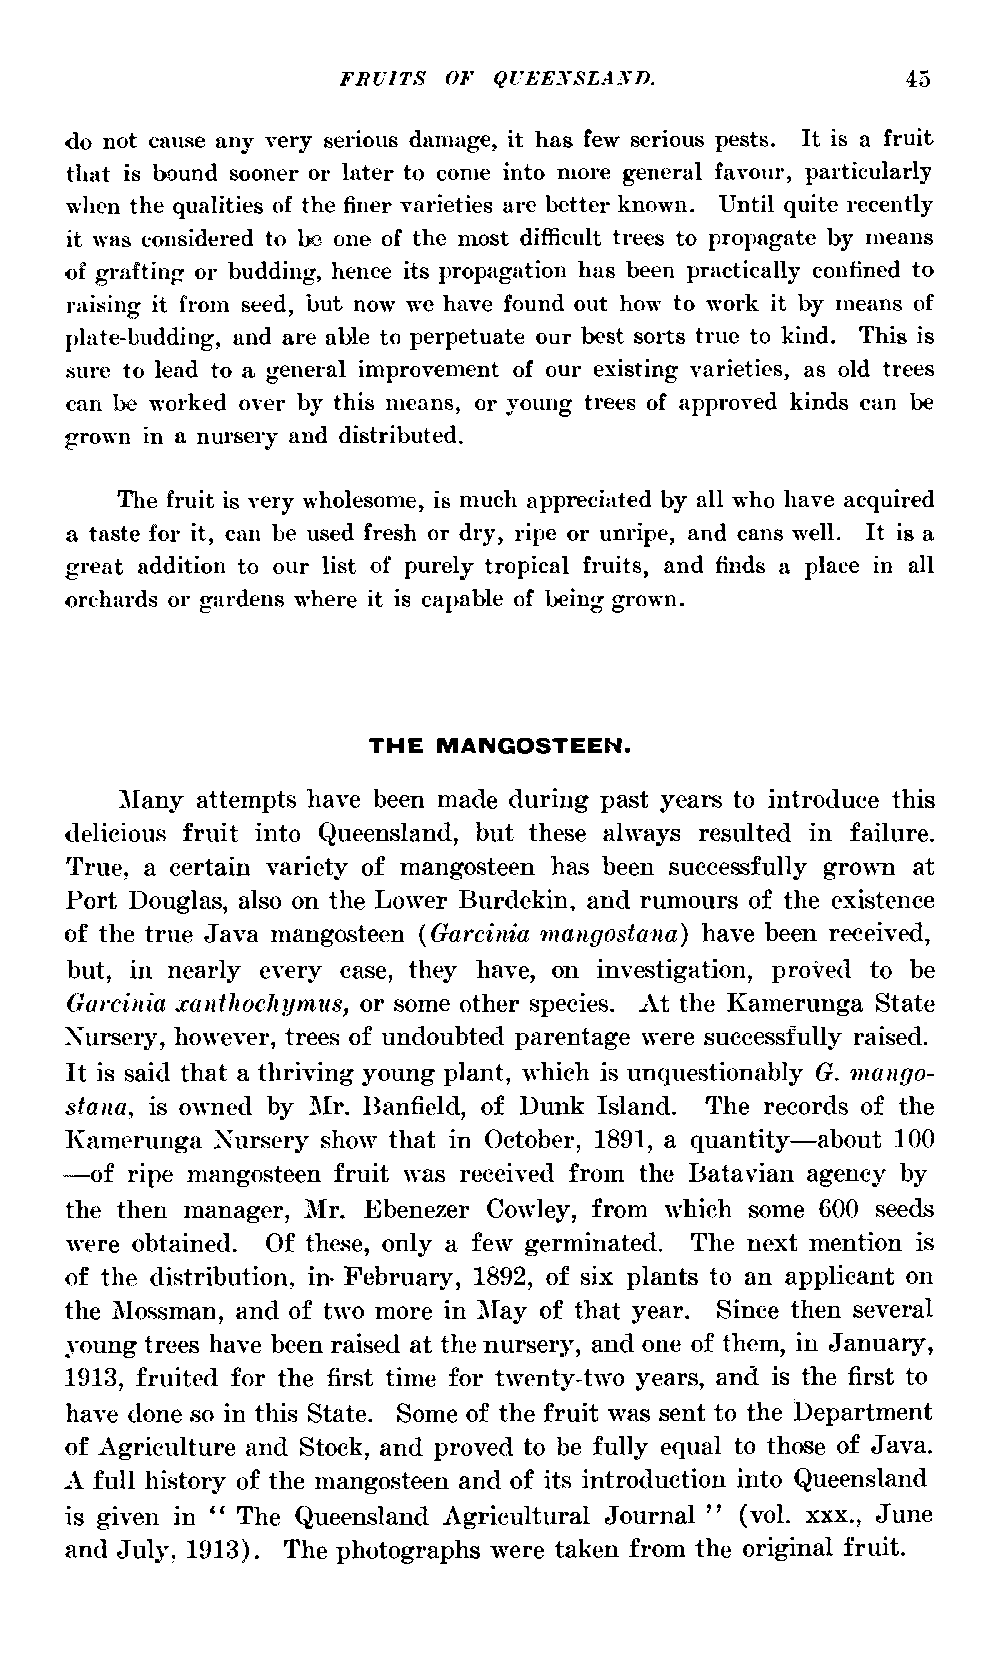 FRUITS OF QUEENSLAND. 45
do not cause any very serious damage, it has few serious pests. It is a fruit
that is bound sooner or later to come into more general favour, particularly
when the qualities of the finer varieties are better known. Until quite recently
it was considered to be one of the most difficult trees to propagate by means
of grafting or budding, hence its propagation has been practically confined to
raising it from seed, but now we have found out how to work it by means of
plate-budding, and are able to perpetuate our best sorts true to kind. This is
sure to lead to a general improvement of our existing varieties, as old trees
can be worked over by this means, or young trees of approved kinds can be
grown in a nursery and distributed.
The fruit is very wholesome, is much appreciated by all who have acquired
a taste for it, can be used fresh or dry, ripe or unripe, and cans well. It is a
great addition to our list of purely tropical fruits, and finds a place in all
orchards or gardens where it is capable of being grown.
THE MANGOSTEEN.
Many attempts have been made during past years to introduce this
delicious fruit into Queensland, but these always resulted in failure.
True, a certain variety of mangosteen has been successfully grown at
Port Douglas, also on the Lower Burdekin, and rumours of the existence
of the true Java mangosteen (Garcinia mangostana) have been received,
but, in nearly every case, they have, on investigation, proved to be
Garcinia xanthochymus, or some other species. At the Kamerunga State
Nursery, however, trees of undoubted parentage were successfully raised.
It is said that a thriving young plant, which is unquestionably G. mango-
stana, is owned by Mr. Banfield, of Dunk Island. The records of the
Kamerunga Nursery show that in October, 1891, a quantity—about 100
—of ripe mangosteen fruit was received from the Batavian agency by
the then manager, Mr. Ebenezer Cowley, from which some 600 seeds
were obtained. Of these, only a few germinated. The next mention is
of the distribution, in February, 1892, of six plants to an applicant on
the Mossman, and of two more in May of that year. Since then several
young trees have been raised at the nursery, and one of them, in January,
1913, fruited for the first time for twenty-two years, and is the first to
have done so in this State. Some of the fruit was sent to the Department
of Agriculture and Stock, and proved to be fully equal to those of Java.
A full history of the mangosteen and of its introduction into Queensland
is given in " The Queensland Agricultural Journal " (vol. xxx., June
and July, 1913). The photographs were taken from the original fruit.